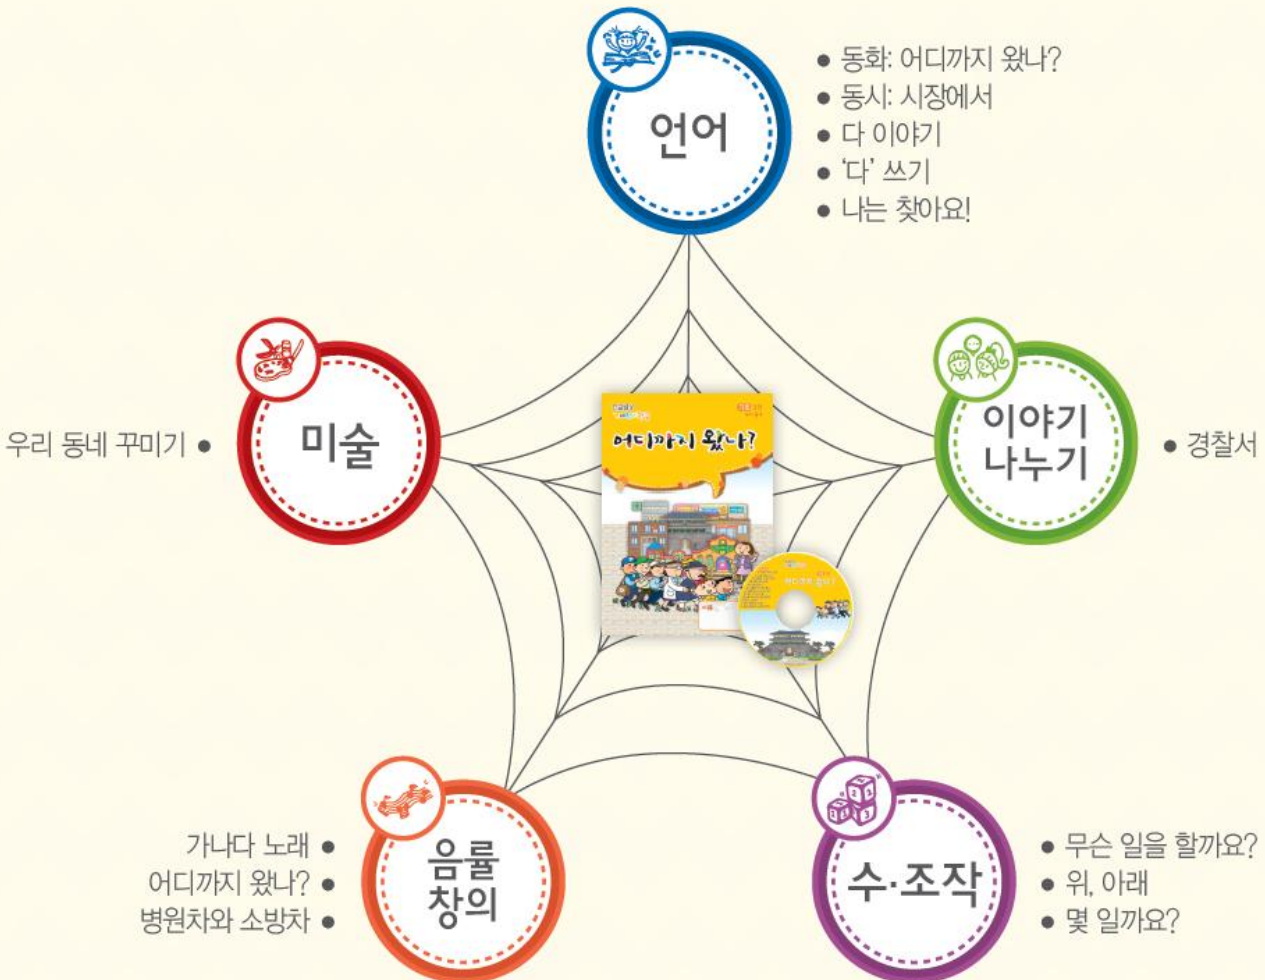 언어
동화: 어디까지 왔나?
동시: 시장에서
다 이야기
‘다’ 쓰기
나는 찾아요!
우리 동네 꾸미기
미술
어디까지 왔나?
이야기
나누기
경찰서
가나다 노래
어디까지 왔나?
병원차와 소방차
음률
창의
수·조작
무슨 일을 할까요?
위, 아래
몇 일까요?